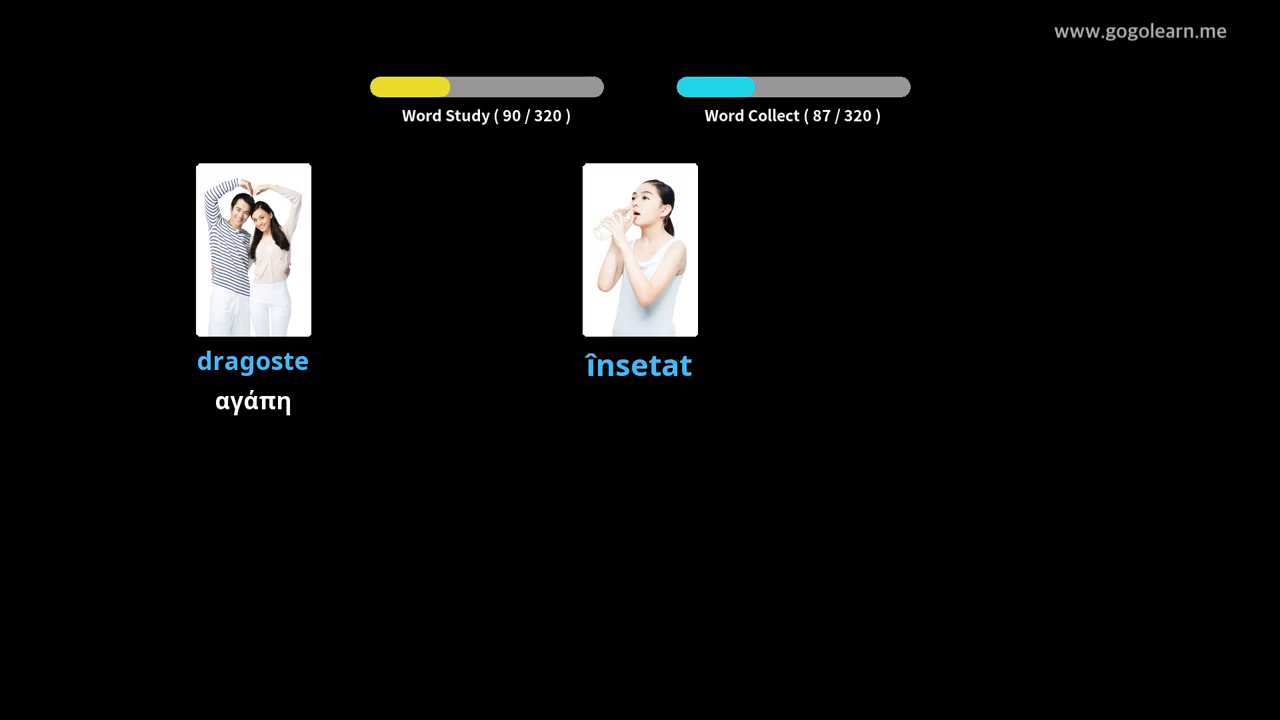 www.gogolearn.me
Word Study ( 90 / 320 )
Word Collect ( 87 / 320 )
dragoste
αγάπη
însetat